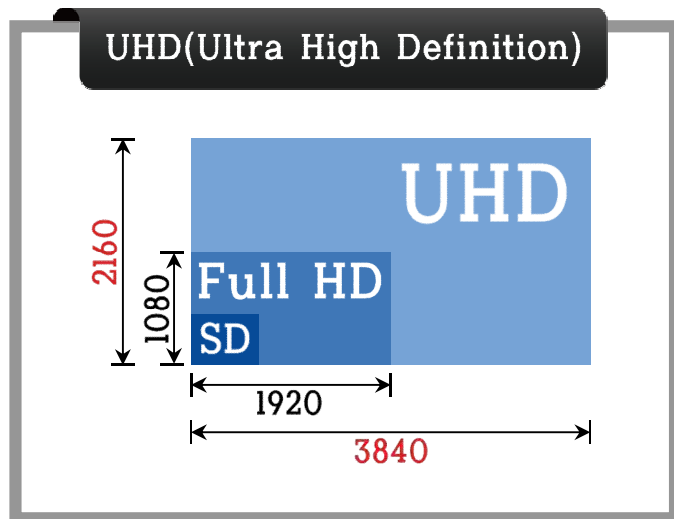 UHD(Ultra High Definition)
UHD
2160
Full HD
1080
SD
1920
3840